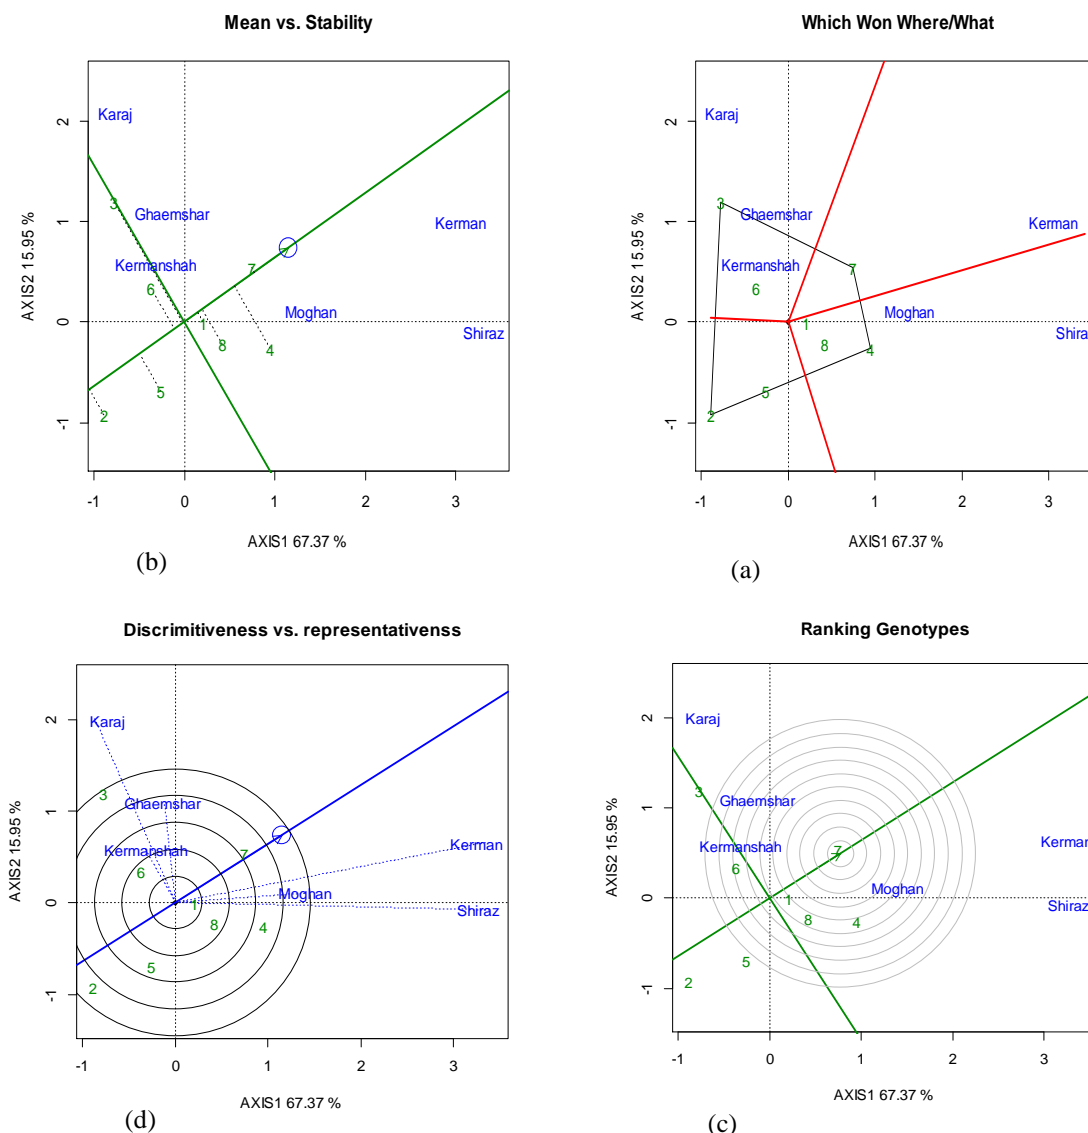 Mean vs. Stability
Karaj
3
Ghaemshar
Kerman
Kermanshah
7
6
1
Moghan
8
4
Shiraz
5
2
AXIS2 15.95 %
-1 0 1 2
-1 0 1 2 3
AXIS1 67.37 %
(b)
Which Won Where/What
Karaj
3
Ghaemshar
Kerman
Kermanshah
7
6
1
Moghan
8
4
Shiraz
5
2
AXIS2 15.95 %
-1 0 1 2
-1 0 1 2 3
AXIS1 67.37 %
(a)
Discrimitiveness vs. representativenss
Karaj
3
Ghaemshar
Kerman
Kermanshah
7
6
1
Moghan
Shiraz
8
4
5
2
AXIS2 15.95 %
-1 0 1 2
-1 0 1 2 3
AXIS1 67.37 %
(d)
Ranking Genotypes
Karaj
3
Ghaemshar
Kerman
Kermanshah
7
6
1
Moghan
Shiraz
8
4
5
2
AXIS2 15.95 %
-1 0 1 2
-1 0 1 2 3
AXIS1 67.37 %
(c)